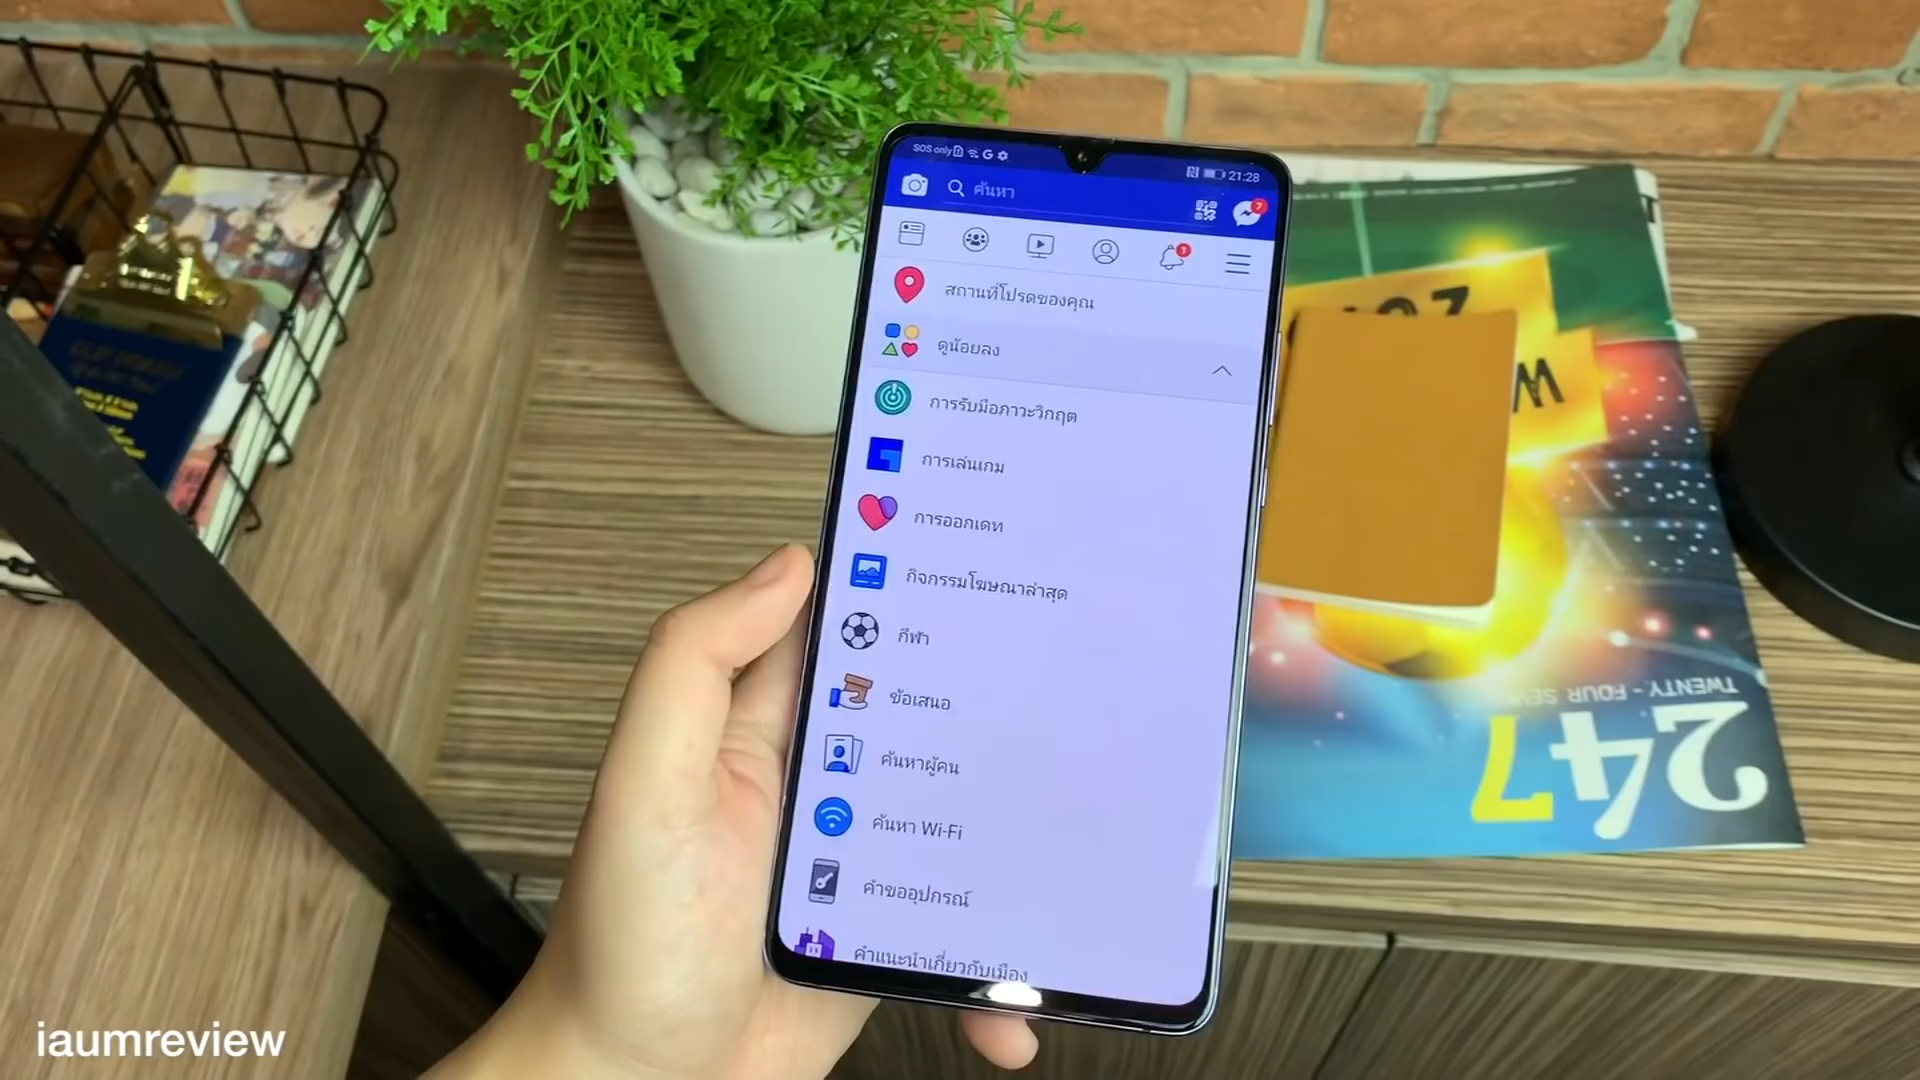 SOS only
21:28
ค้นหา
7
1
สถานที่โปรดของคุณ
ดูน้อยลง
การรับมือภาวะวิกฤต
การเล่นเกม
การออกเดท
กิจกรรมโฆษณาล่าสุด
กีฬา
ข้อเสนอ
ค้นหาผู้คน
ค้นหา Wi-Fi
คำขออุปกรณ์
คำแนะนำเกี่ยวกับเมือง
W
TWENTY - FOUR SE
247
iaumreview